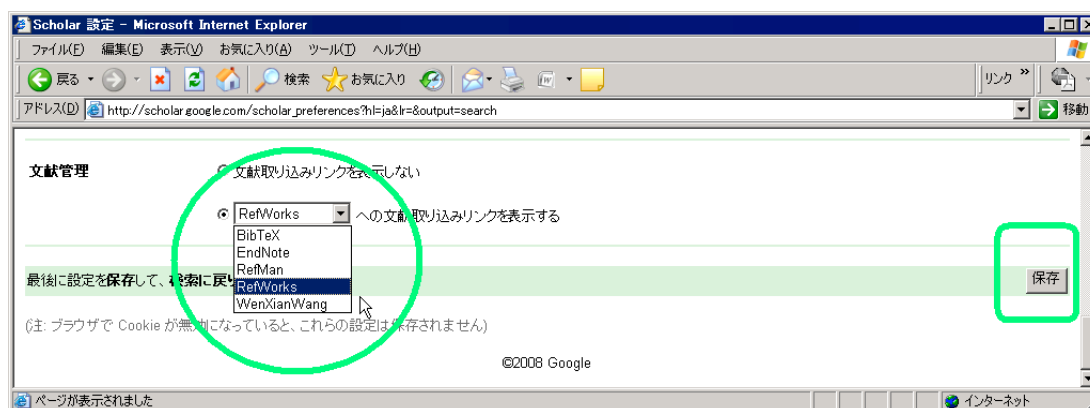 Scholar 設定 - Microsoft Internet Explorer
ファイル(F) 編集(E) 表示(V) お気に入り(A) ツール(T) ヘルプ(H)
戻る 検索 お気に入り リンク »
アドレス(D) http://scholar.google.com/scholar_preferences?hl=ja&lr=&output=search 移動
文献管理 文献取り込みリンクを表示しない
RefWorks への文献取り込みリンクを表示する
BibTeX
EndNote
RefMan
RefWorks
WenXianWang
最後に設定を保存して、検索に戻り
保存
(注: ブラウザで Cookie が無効になっていると、これらの設定は保存されません)
©2008 Google
ページが表示されました インターネット